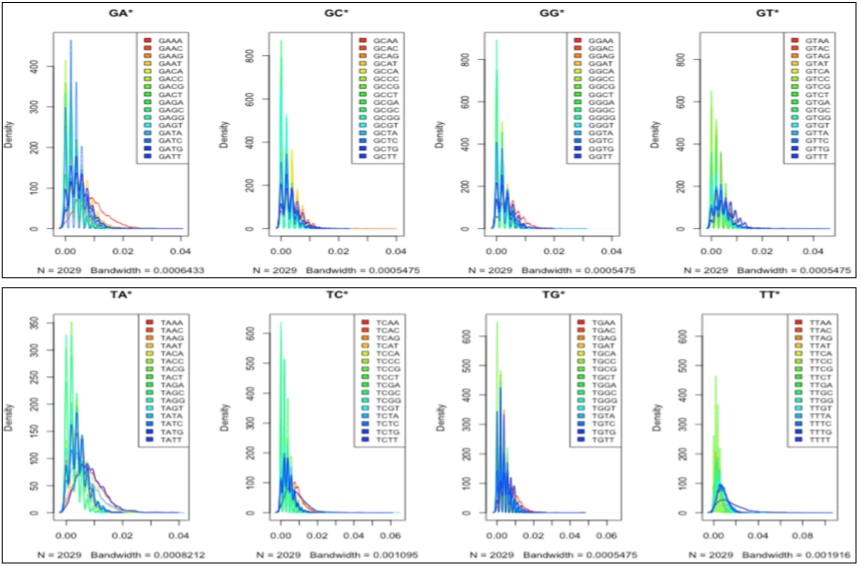 GA*
GC*
GG*
GT*
Density
0
100
200
300
400
0.00
0.02
0.04
GAAA
GAAC
GAAG
GAAT
GACA
GACC
GACG
GACT
GAGA
GAGC
GAGG
GAGT
GATA
GATC
GATG
GATT
N = 2029 Bandwidth = 0.0006433
Density
0
200
400
600
800
0.00
0.02
0.04
GCAA
GCAC
GCAG
GCAT
GCCA
GCCC
GCCG
GCCT
GCGA
GCGC
GCGG
GCGT
GCTA
GCTC
GCTG
GCTT
N = 2029 Bandwidth = 0.0005475
Density
0
200
400
600
800
0.00
0.02
0.04
GGAA
GGAC
GGAG
GGAT
GGCA
GGCC
GGCG
GGCT
GGGA
GGGC
GGGG
GGGT
GGTA
GGTC
GGTG
GGTT
N = 2029 Bandwidth = 0.0005475
Density
0
200
400
600
800
0.00
0.02
0.04
GTAA
GTAC
GTAG
GTAT
GTCA
GTCC
GTCG
GTCT
GTGA
GTGC
GTGG
GTGT
GTTA
GTTC
GTTG
GTTT
N = 2029 Bandwidth = 0.0005475
TA*
TC*
TG*
TT*
Density
0
50
100
150
200
250
300
350
0.00
0.02
0.04
TAAA
TAAC
TAAG
TAAT
TACA
TACC
TACG
TACT
TAGA
TAGC
TAGG
TAGT
TATA
TATC
TATG
TATT
N = 2029 Bandwidth = 0.0008212
Density
0
100
200
300
400
500
600
0.00
0.02
0.04
0.06
TCAA
TCAC
TCAG
TCAT
TCCA
TCCC
TCCG
TCCT
TCGA
TCGC
TCGG
TCGT
TCTA
TCTC
TCTG
TCTT
N = 2029 Bandwidth = 0.001095
Density
0
100
200
300
400
500
600
0.00
0.02
0.04
0.06
TGAA
TGAC
TGAG
TGAT
TGCA
TGCC
TGCG
TGCT
TGGA
TGGC
TGGG
TGGT
TGTA
TGTC
TGTG
TGTT
N = 2029 Bandwidth = 0.0005475
Density
0
100
200
300
400
500
600
0.00
0.04
0.08
TTAA
TTAC
TTAG
TTAT
TTCA
TTCC
TTCG
TTCT
TTGA
TTGC
TTGG
TTGT
TTTA
TTTC
TTTG
TTTT
N = 2029 Bandwidth = 0.001916